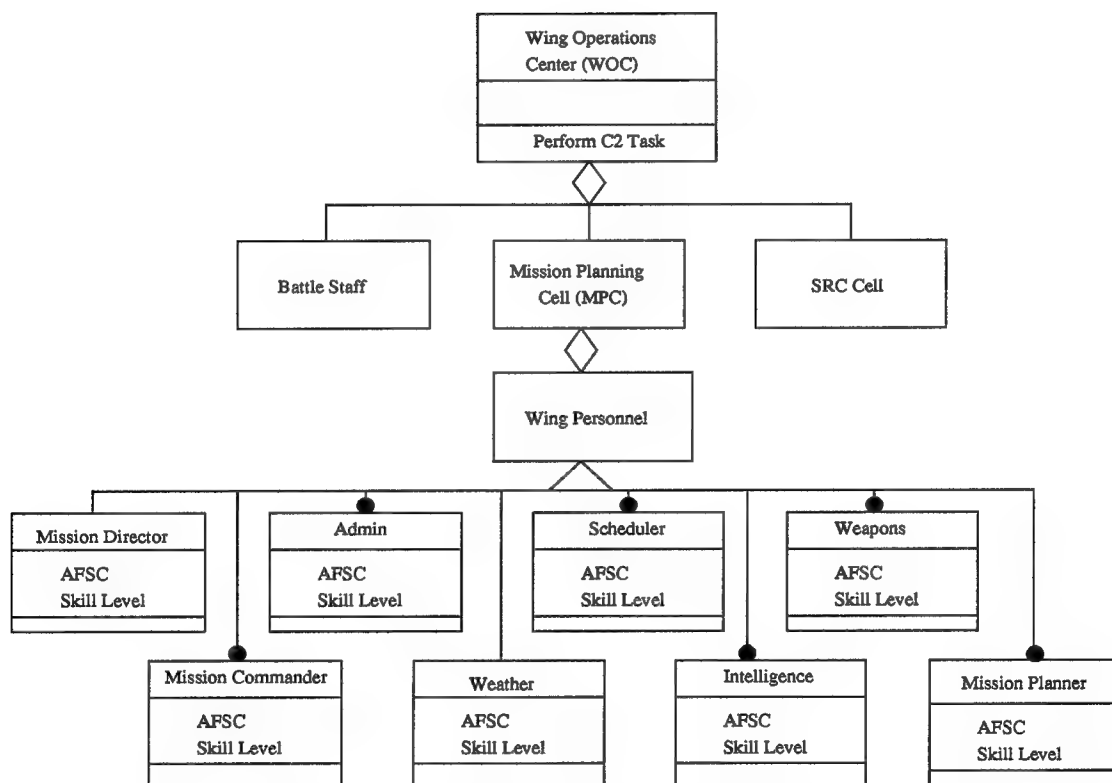 Wing Operations
Center (WOC)
Perform C2 Task
Battle Staff
Mission Planning
Cell (MPC)
SRC Cell
Wing Personnel
Mission Director
AFSC
Skill Level
Admin
AFSC
Skill Level
Scheduler
AFSC
Skill Level
Weapons
AFSC
Skill Level
Mission Commander
AFSC
Skill Level
Weather
AFSC
Skill Level
Intelligence
AFSC
Skill Level
Mission Planner
AFSC
Skill Level